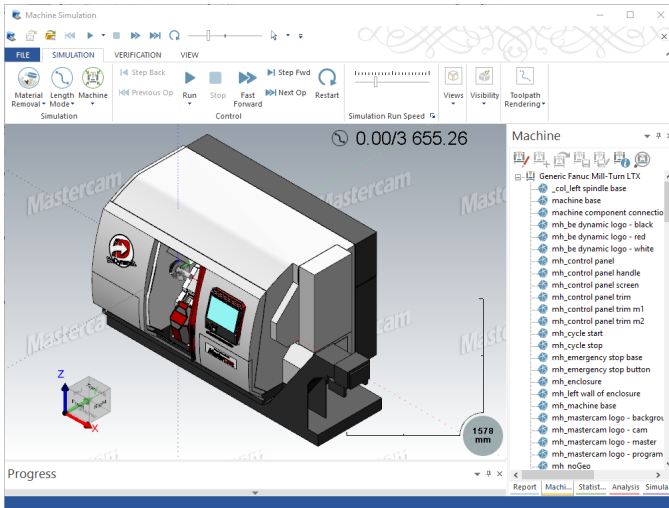 Machine Simulation
FILE SIMULATION VERIFICATION VIEW
Material Removal Length Mode Machine
Step Back
Previous Op
Run Stop Fast Forward
Step Fwd
Next Op
Restart
Views Visibility Toolpath Rendering
Simulation Control Simulation Run Speed
0.00/3 655.26
Mastercam
Mastercam
Mast
Mastercam
Mast
Z
X
1578
mm
Machine
Generic Fanuc Mill-Turn LTX
_col_left spindle base
machine base
machine component connectio
mh_be dynamic logo - black
mh_be dynamic logo - red
mh_be dynamic logo - white
mh_control panel
mh_control panel handle
mh_control panel screen
mh_control panel trim
mh_control panel trim m1
mh_control panel trim m2
mh_cycle start
mh_cycle stop
mh_emergency stop base
mh_emergency stop button
mh_enclosure
mh_left wall of enclosure
mh_machine base
mh_mastercam logo - backgrou
mh_mastercam logo - cam
mh_mastercam logo - master
mh_mastercam logo - program
mh_noGeo
Report Machi... Statist... Analysis Simula
Progress